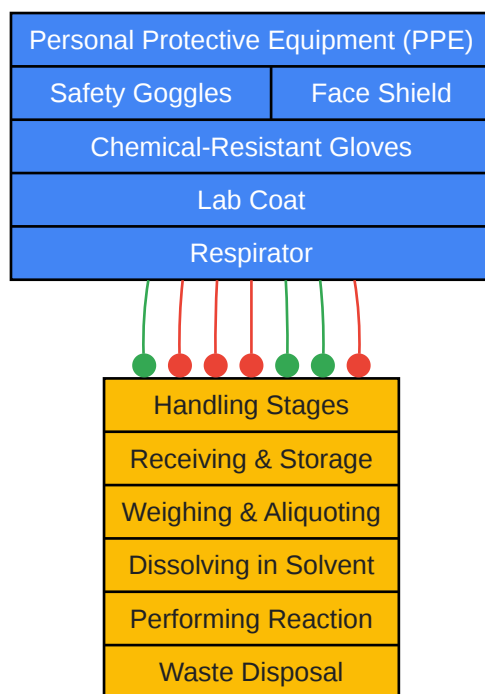 Personal Protective Equipment (PPE)
Safety Goggles
Face Shield
Chemical-Resistant Gloves
Lab Coat
Respirator
Handling Stages
Receiving & Storage
Weighing & Aliquoting
Dissolving in Solvent
Performing Reaction
Waste Disposal